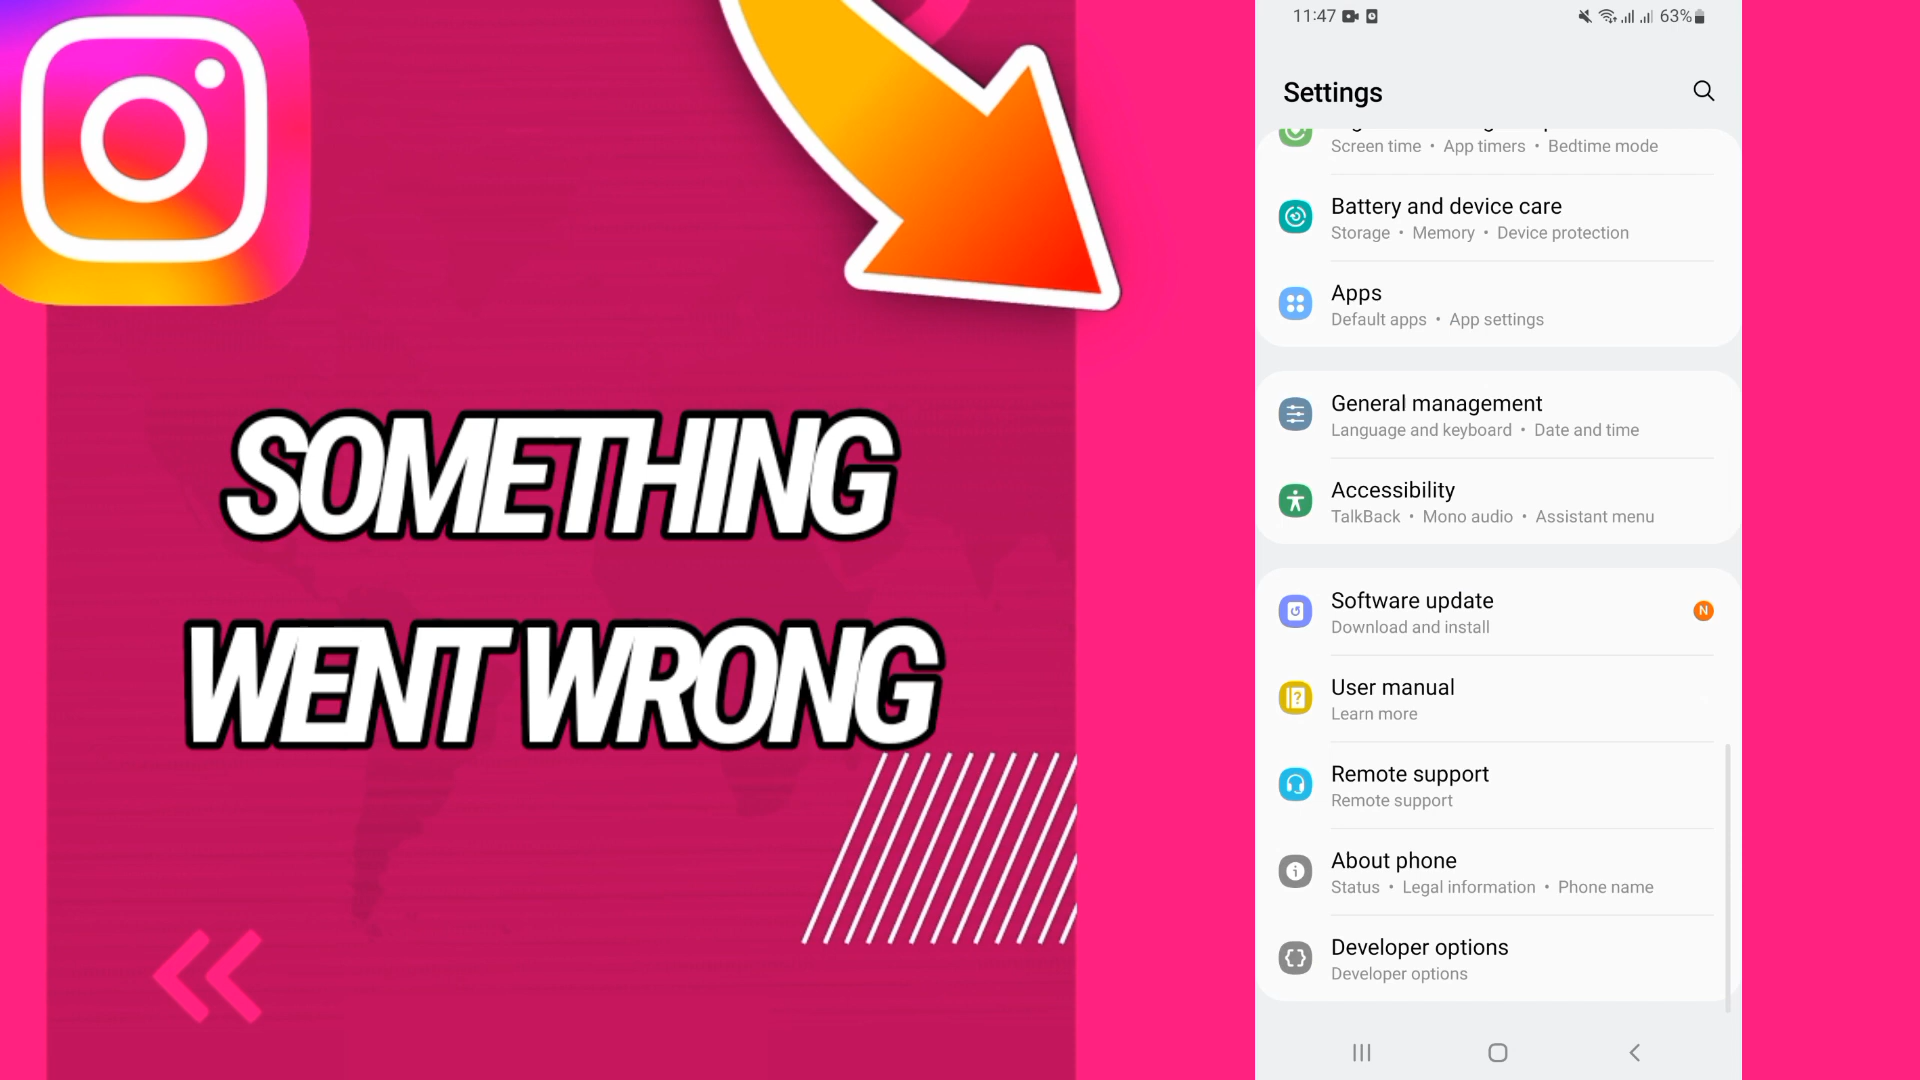 SOMETHING
WENT WRONG
11:47
63%
Settings
Screen time • App timers • Bedtime mode
Battery and device care
Storage • Memory • Device protection
Apps
Default apps • App settings
General management
Language and keyboard • Date and time
Accessibility
TalkBack • Mono audio • Assistant menu
Software update
N
Download and install
User manual
Learn more
Remote support
Remote support
About phone
Status • Legal information • Phone name
Developer options
Developer options